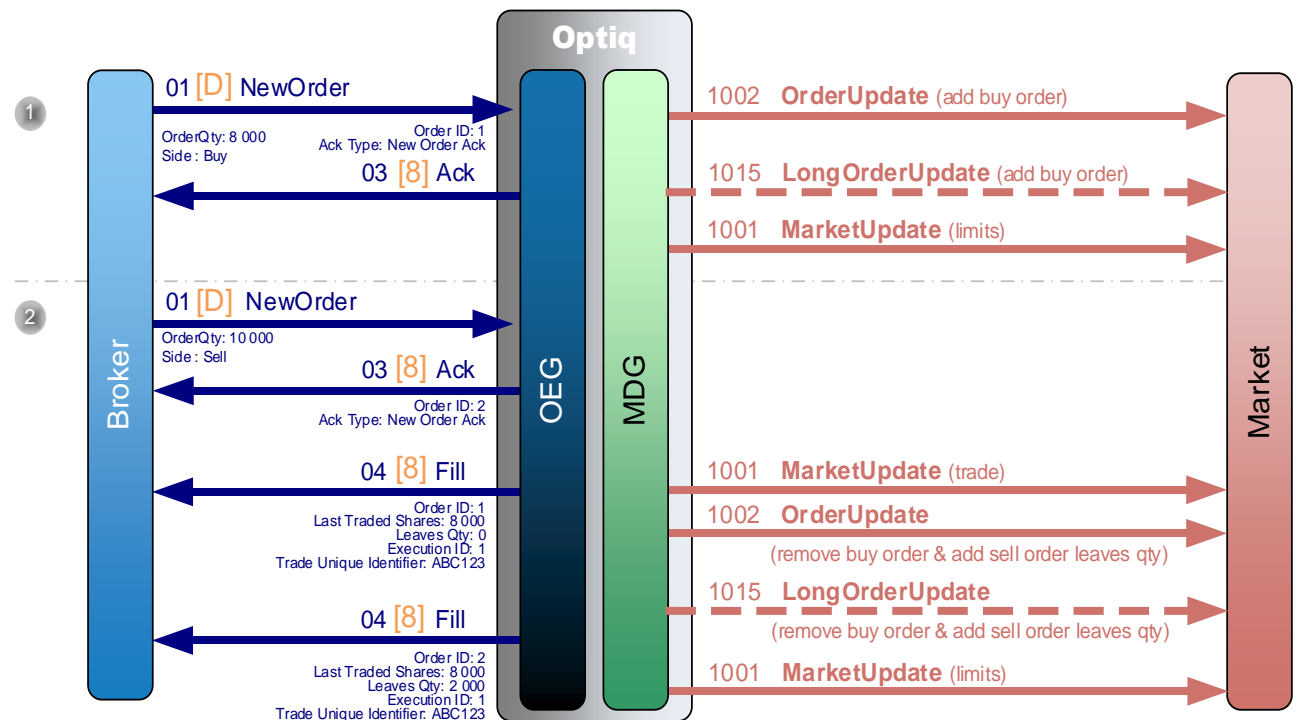 Optiq
1
01 [D] NewOrder
OrderQty: 8 000
Side : Buy
Order ID: 1
Ack Type: New Order Ack
03 [8] Ack
1002 OrderUpdate (add buy order)
1015 LongOrderUpdate (add buy order)
1001 MarketUpdate (limits)
2
01 [D] NewOrder
OrderQty: 10 000
Side : Sell
03 [8] Ack
Order ID: 2
Ack Type: New Order Ack
04 [8] Fill
Order ID: 1
Last Traded Shares: 8 000
Leaves Qty: 0
Execution ID: 1
Trade Unique Identifier: ABC123
04 [8] Fill
Order ID: 2
Last Traded Shares: 8 000
Leaves Qty: 2 000
Execution ID: 1
Trade Unique Identifier: ABC123
1001 MarketUpdate (trade)
1002 OrderUpdate
(remove buy order & add sell order leaves qty)
1015 LongOrderUpdate
(remove buy order & add sell order leaves qty)
1001 MarketUpdate (limits)
Broker
OEG
MDG
Market